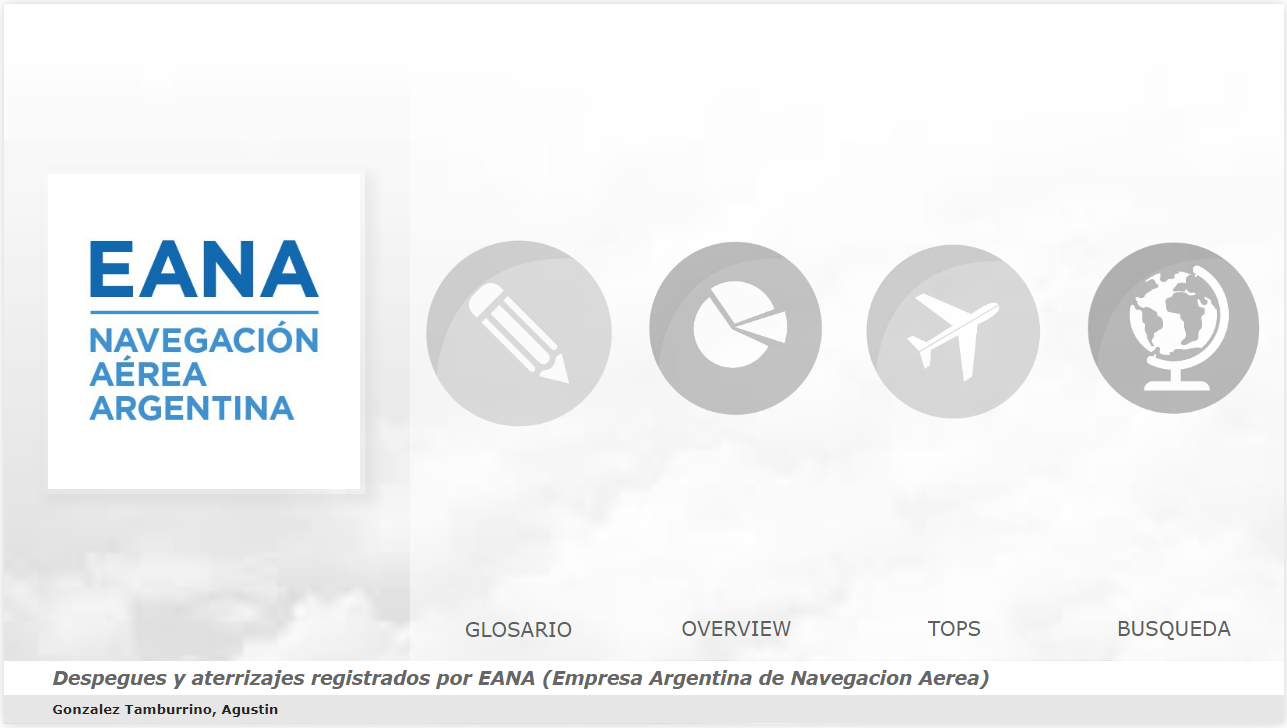 EANA
NAVEGACIÓN
AÉREA
ARGENTINA
GLOSARIO
OVERVIEW
TOPS
BUSQUEDA
Despegues y aterrizajes registrados por EANA (Empresa Argentina de Navegacion Aerea)
Gonzalez Tamburrino, Agustin